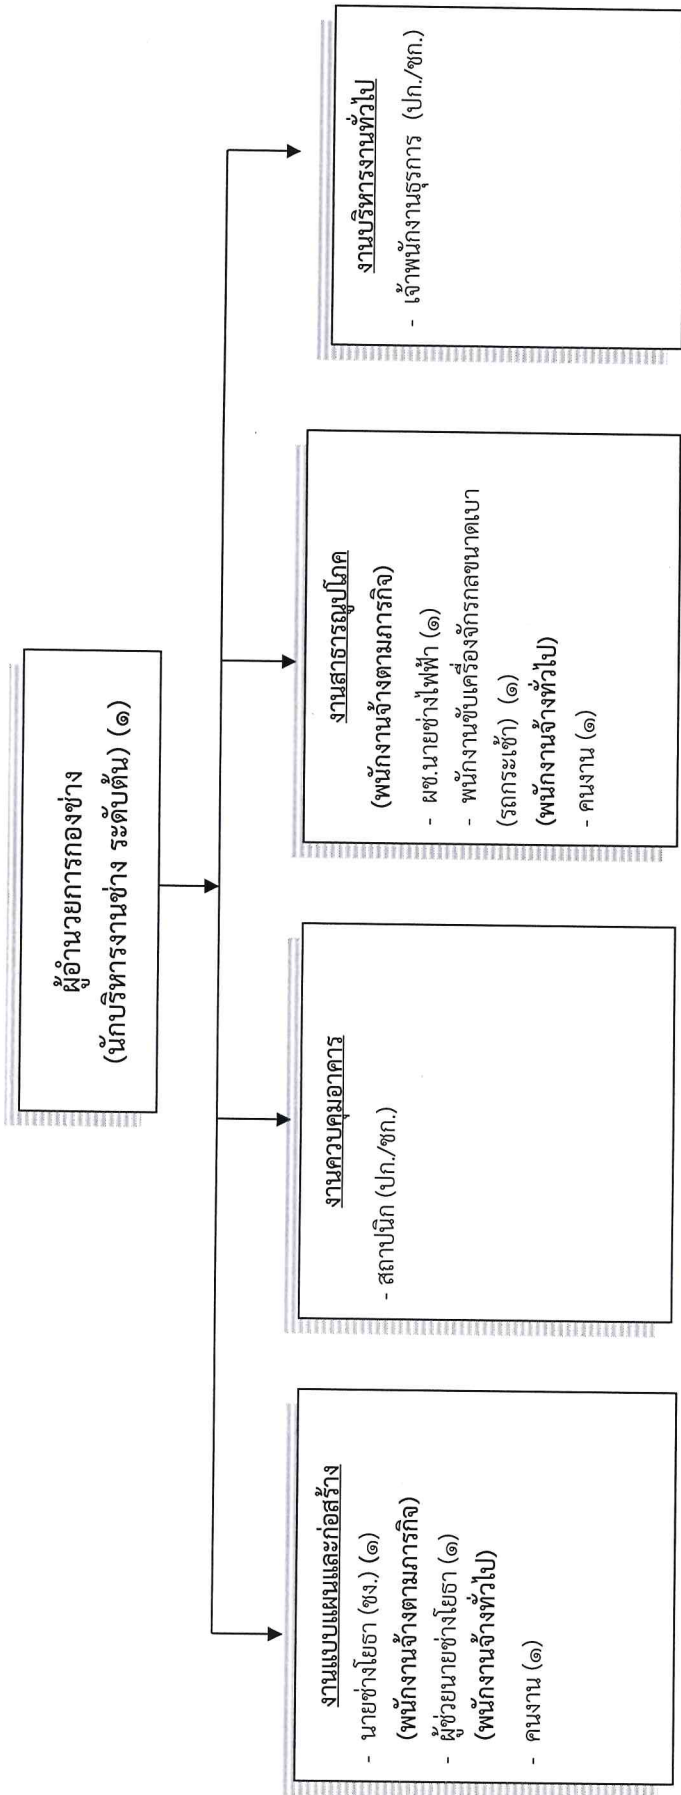 ผู้อำนวยการกองช่าง
(นักบริหารงานช่าง ระดับต้น) (๑)
งานแบบแผนและก่อสร้าง
- นายช่างโยธา (ชง.) (๑)
(พนักงานจ้างตามภารกิจ)
- ผู้ช่วยนายช่างโยธา (๑)
(พนักงานจ้างทั่วไป)
- คนงาน (๑)
งานควบคุมอาคาร
- สถาปนิก (ปก./ชก.)
งานสาธารณูปโภค
(พนักงานจ้างตามภารกิจ)
- ผช.นายช่างไฟฟ้า (๑)
- พนักงานขับเครื่องจักรกลขนาดเบา
(รถกระเช้า) (๑)
(พนักงานจ้างทั่วไป)
- คนงาน (๑)
งานบริหารงานทั่วไป
- เจ้าพนักงานธุรการ (ปก./ชก.)